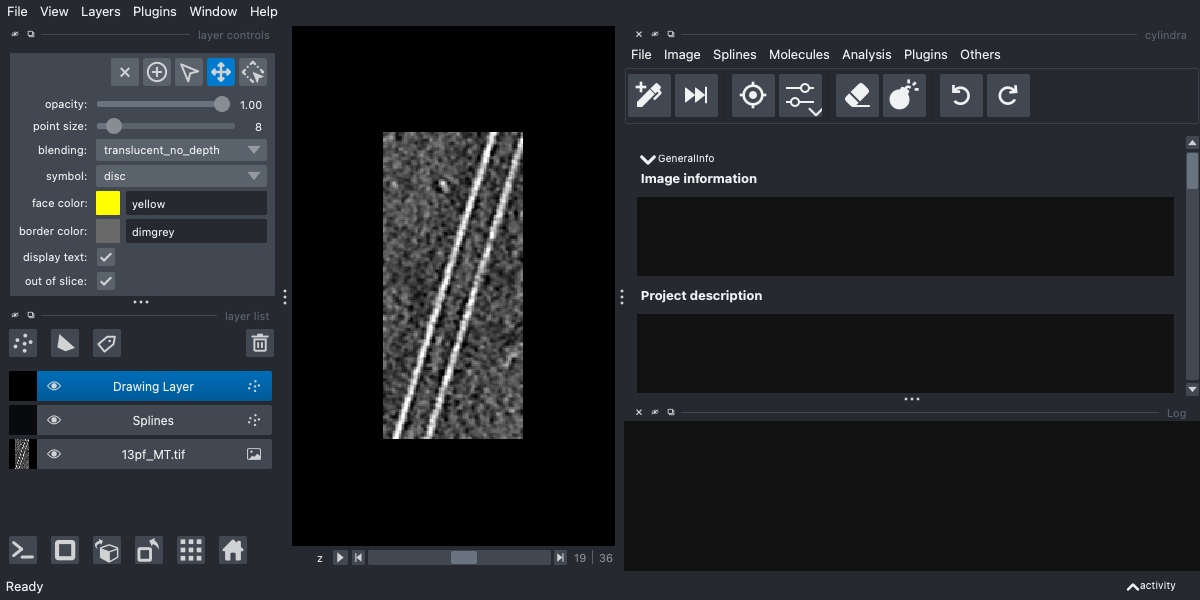 File View Layers Plugins Window Help
layer controls
opacity: 1.00
point size: 8
blending: translucent_no_depth
symbol: disc
face color: yellow
border color: dimgrey
display text:
out of slice:
layer list
Drawing Layer
Splines
13pf_MT.tif
Ready
z 19 36
cylindra
File Image Splines Molecules Analysis Plugins Others
GeneralInfo
Image information
Project description
Log
activity